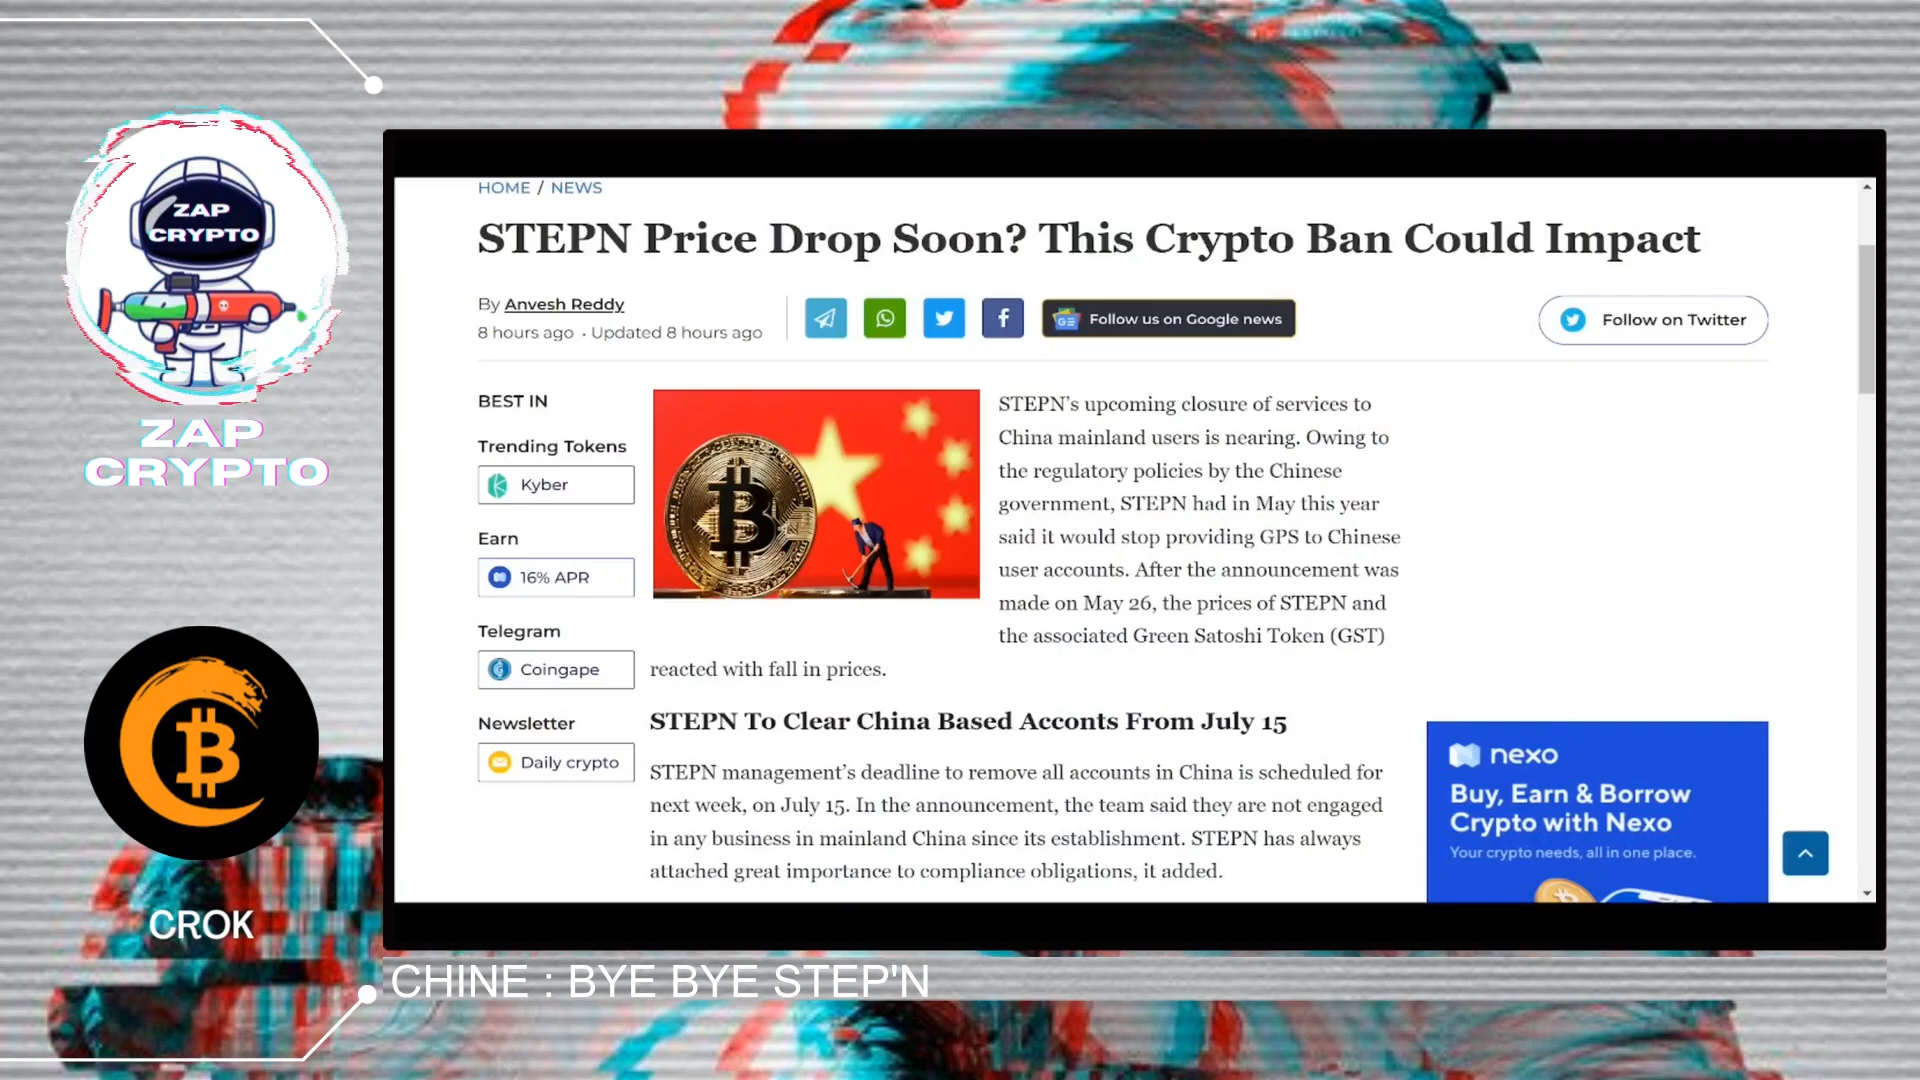 ZAP
CRYPTO
ZAP
CRYPTO
CROK
HOME / NEWS
STEPN Price Drop Soon? This Crypto Ban Could Impact
By Anvesh Reddy
8 hours ago · Updated 8 hours ago
Follow us on Google news
Follow on Twitter
BEST IN
Trending Tokens
Kyber
Earn
16% APR
Telegram
Coingape
Newsletter
Daily crypto
STEPN's upcoming closure of services to
China mainland users is nearing. Owing to
the regulatory policies by the Chinese
government, STEPN had in May this year
said it would stop providing GPS to Chinese
user accounts. After the announcement was
made on May 26, the prices of STEPN and
the associated Green Satoshi Token (GST)
reacted with fall in prices.
STEPN To Clear China Based Acconts From July 15
STEPN management's deadline to remove all accounts in China is scheduled for
next week, on July 15. In the announcement, the team said they are not engaged
in any business in mainland China since its establishment. STEPN has always
attached great importance to compliance obligations, it added.
nexo
Buy, Earn & Borrow
Crypto with Nexo
Your crypto needs, all in one place.
CHINE : BYE BYE STEP'N